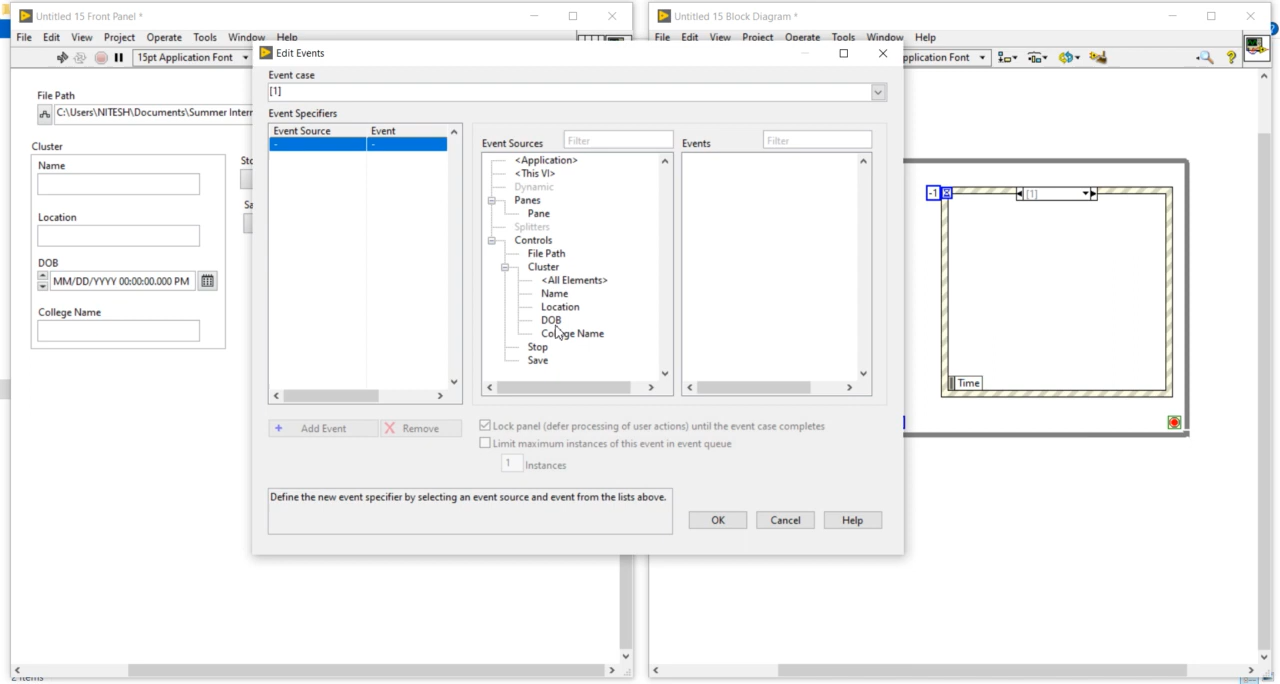 Untitled 15 Front Panel *
File Edit View Project Operate Tools Window Help
15pt Application Font
File Path
C:\Users\NITESH\Documents\Summer Inter
Cluster
Name
Location
DOB
MM/DD/YYYY 00:00:00.000 PM
College Name
Sto
Sa
Edit Events
Event case
[1]
Event Specifiers
Event Source Event
- -
Add Event Remove
Event Sources Filter
<Application>
<This VI>
Dynamic
Panes
Pane
Splitters
Controls
File Path
Cluster
<All Elements>
Name
Location
DOB
College Name
Stop
Save
Events Filter
Lock panel (defer processing of user actions) until the event case completes
Limit maximum instances of this event in event queue
1 Instances
Define the new event specifier by selecting an event source and event from the lists above.
OK Cancel Help
Untitled 15 Block Diagram *
File Edit View Project Operate Tools Window Help
pplication Font
-1
[1]
Time
2 items